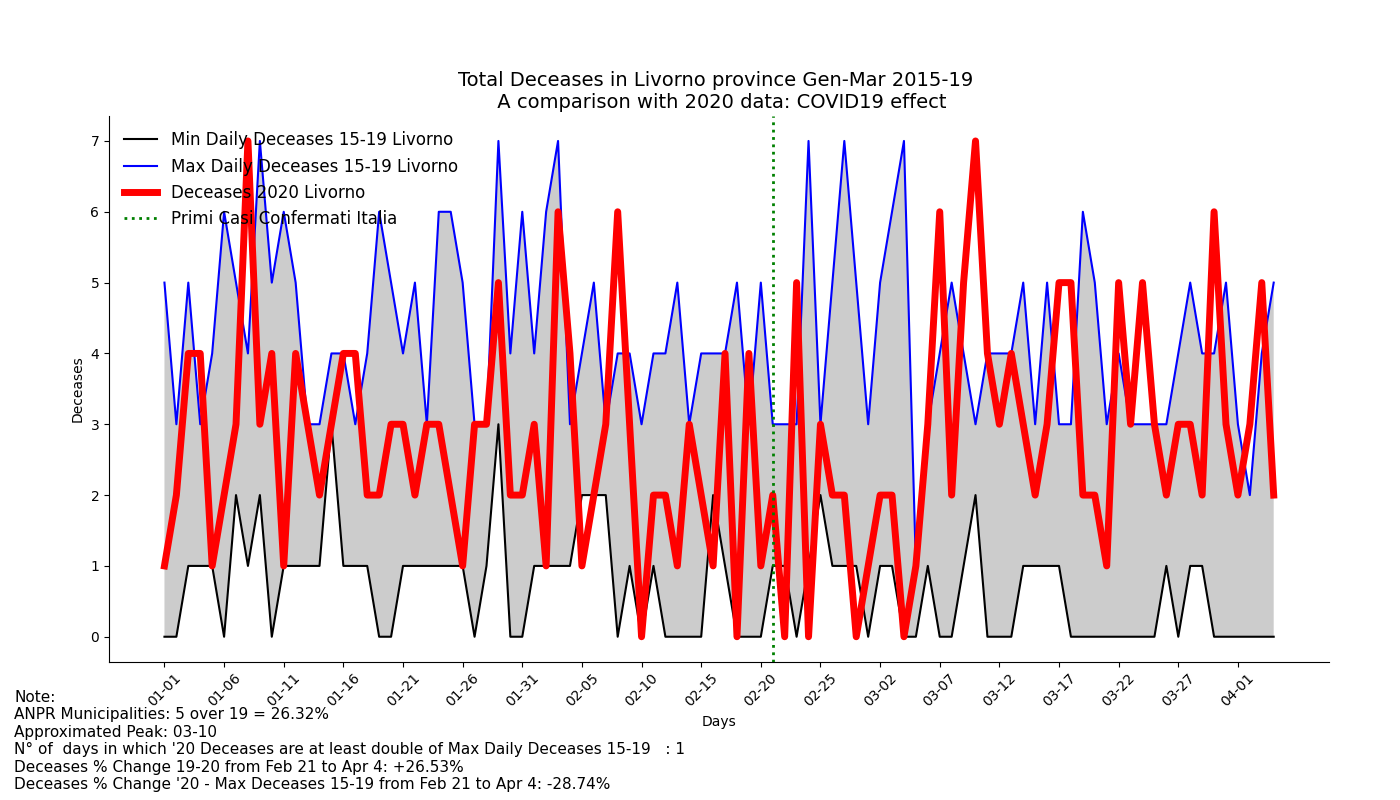 Total Deceases in Livorno province Gen-Mar 2015-19
A comparison with 2020 data: COVID19 effect
Min Daily Deceases 15-19 Livorno
Max Daily Deceases 15-19 Livorno
Deceases 2020 Livorno
Primi Casi Confermati Italia
7
6
5
4
3
2
1
0
Deceases
01-01
01-06
01-11
01-16
01-21
01-26
01-31
02-05
02-10
02-15
02-20
02-25
03-02
03-07
03-12
03-17
03-22
03-27
04-01
Days
Note:
ANPR Municipalities: 5 over 19 = 26.32%
Approximated Peak: 03-10
N° of  days in which '20 Deceases are at least double of Max Daily Deceases 15-19   : 1
Deceases % Change 19-20 from Feb 21 to Apr 4: +26.53%
Deceases % Change '20 - Max Deceases 15-19 from Feb 21 to Apr 4: -28.74%